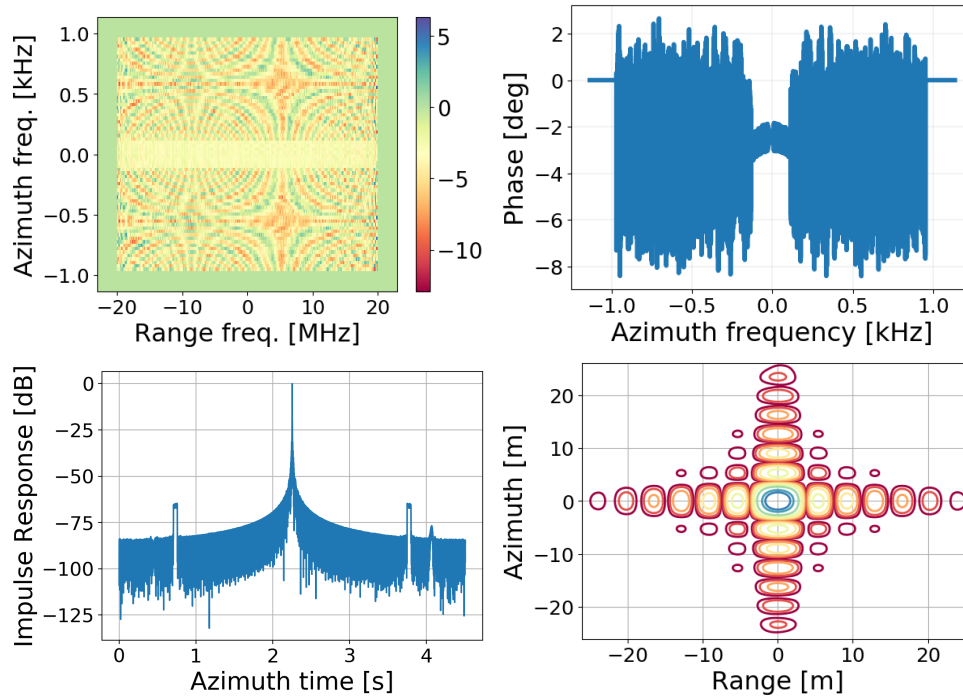 1.0
0.5
0.0
−0.5
−1.0
Azimuth freq. [kHz]
−20 −10 0 10 20
Range freq. [MHz]
5
0
−5
−10
2
0
−2
−4
−6
−8
Phase [deg]
−1.0 −0.5 0.0 0.5 1.0
Azimuth frequency [kHz]
0
−25
−50
−75
−100
−125
Impulse Response [dB]
0 1 2 3 4
Azimuth time [s]
20
10
0
−10
−20
Azimuth [m]
−20 −10 0 10 20
Range [m]